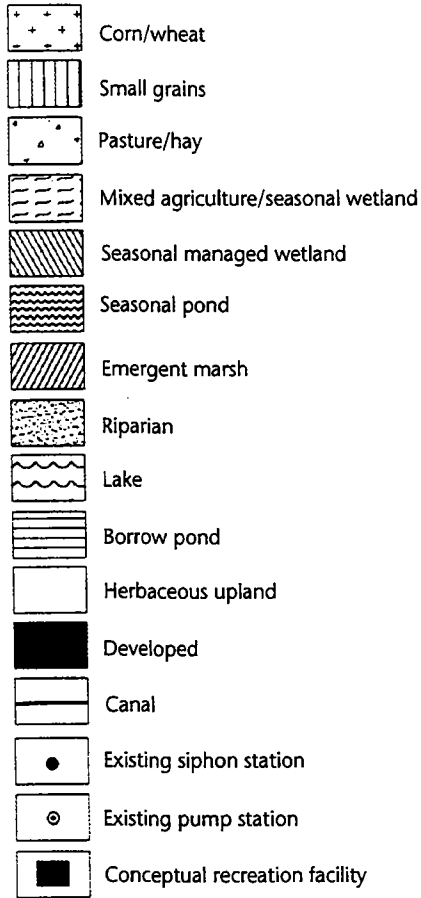 Corn/wheat
Small grains
Pasture/hay
Mixed agriculture/seasonal wetland
Seasonal managed wetland
Seasonal pond
Emergent marsh
Riparian
Lake
Borrow pond
Herbaceous upland
Developed
Canal
Existing siphon station
Existing pump station
Conceptual recreation facility